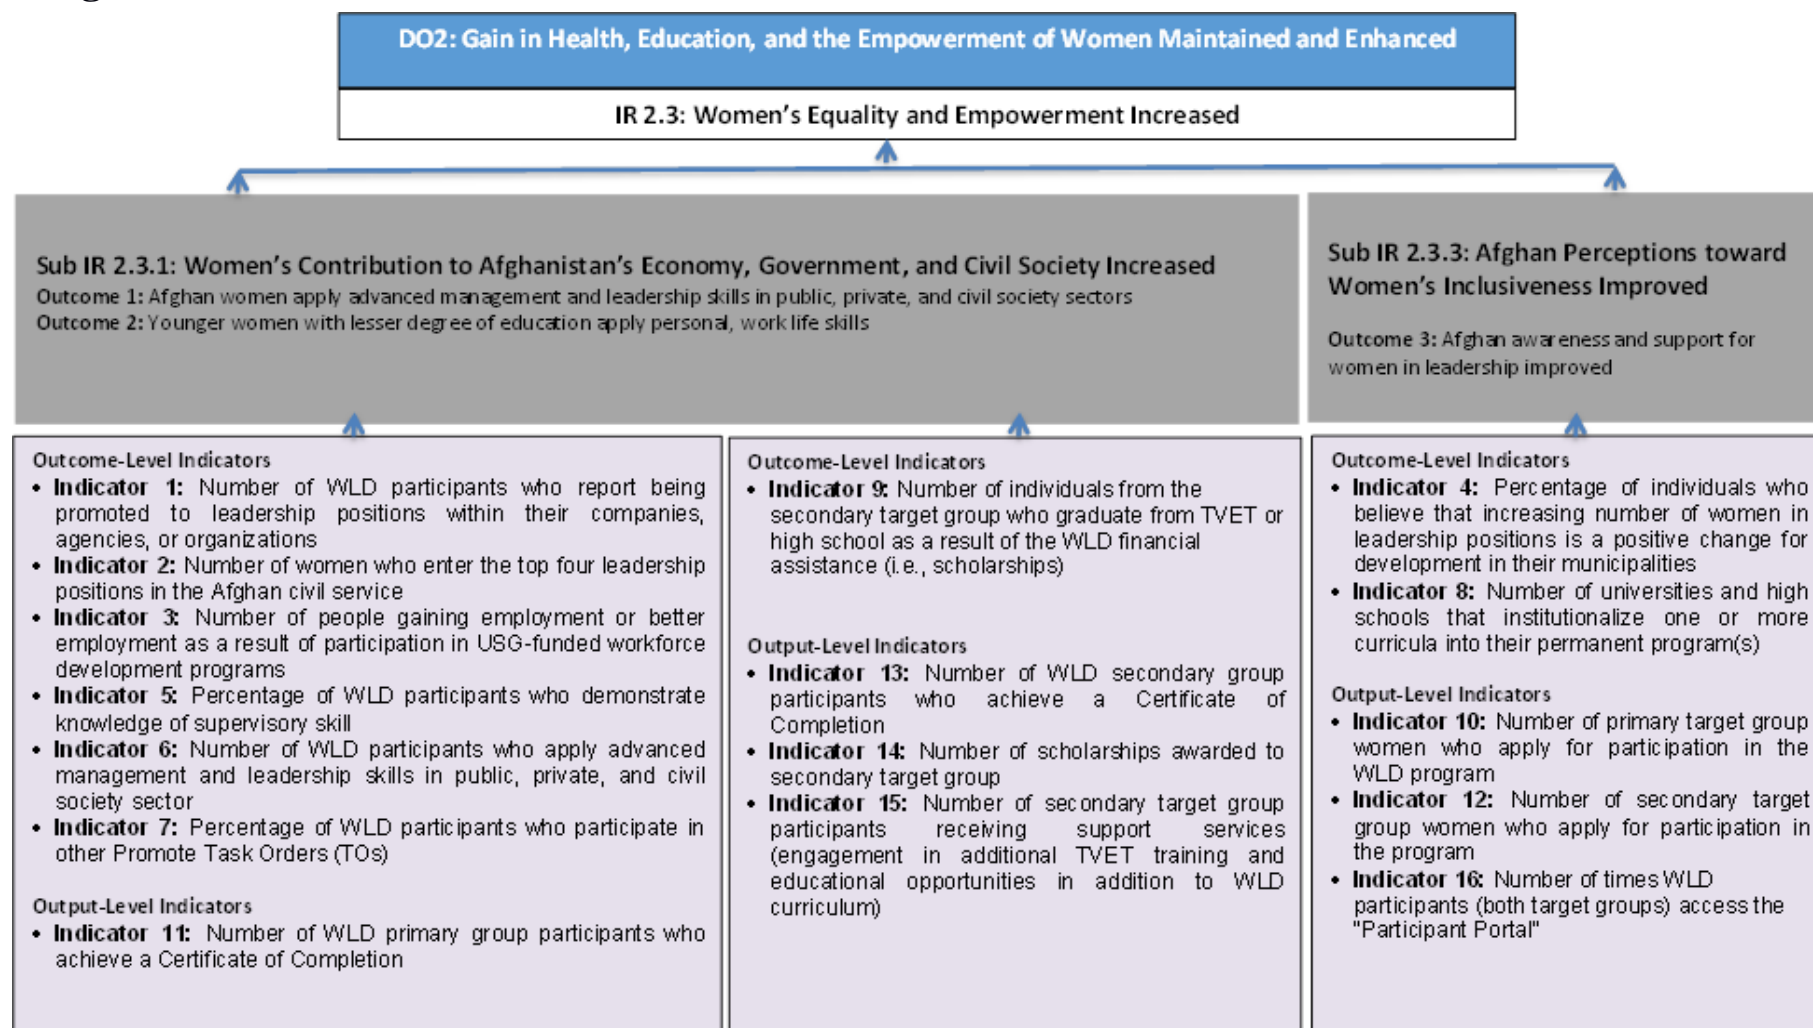 DO2: Gain in Health, Education, and the Empowerment of Women Maintained and Enhanced
IR 2.3: Women's Equality and Empowerment Increased
Sub IR 2.3.1: Women's Contribution to Afghanistan's Economy, Government, and Civil Society Increased
Outcome 1: Afghan women apply advanced management and leadership skills in public, private, and civil society sectors
Outcome 2: Younger women with lesser degree of education apply personal, work life skills
Sub IR 2.3.3: Afghan Perceptions toward
Women's Inclusiveness Improved
Outcome 3: Afghan awareness and support for
women in leadership improved
Outcome-Level Indicators
• Indicator 1: Number of WLD participants who report being
promoted to leadership positions within their companies,
agencies, or organizations
• Indicator 2: Number of women who enter the top four leadership
positions in the Afghan civil service
• Indicator 3: Number of people gaining employment or better
employment as a result of participation in USG-funded workforce
development programs
• Indicator 5: Percentage of WLD participants who demonstrate
knowledge of supervisory skill
• Indicator 6: Number of WLD participants who apply advanced
management and leadership skills in public, private, and civil
society sector
• Indicator 7: Percentage of WLD participants who participate in
other Promote Task Orders (TOs)
Output-Level Indicators
• Indicator 11: Number of WLD primary group participants who
achieve a Certificate of Completion
Outcome-Level Indicators
• Indicator 9: Number of individuals from the
secondary target group who graduate from TVET or
high school as a result of the WLD financial
assistance (i.e., scholarships)
Output-Level Indicators
• Indicator 13: Number of WLD secondary group
participants who achieve a Certificate of
Completion
• Indicator 14: Number of scholarships awarded to
secondary target group
• Indicator 15: Number of secondary target group
participants receiving support services
(engagement in additional TVET training and
educational opportunities in addition to WLD
curriculum)
Outcome-Level Indicators
• Indicator 4: Percentage of individuals who
believe that increasing number of women in
leadership positions is a positive change for
development in their municipalities
• Indicator 8: Number of universities and high
schools that institutionalize one or more
curricula into their permanent program(s)
Output-Level Indicators
• Indicator 10: Number of primary target group
women who apply for participation in the
WLD program
• Indicator 12: Number of secondary target
group women who apply for participation in
the program
• Indicator 16: Number of times WLD
participants (both target groups) access the
"Participant Portal"